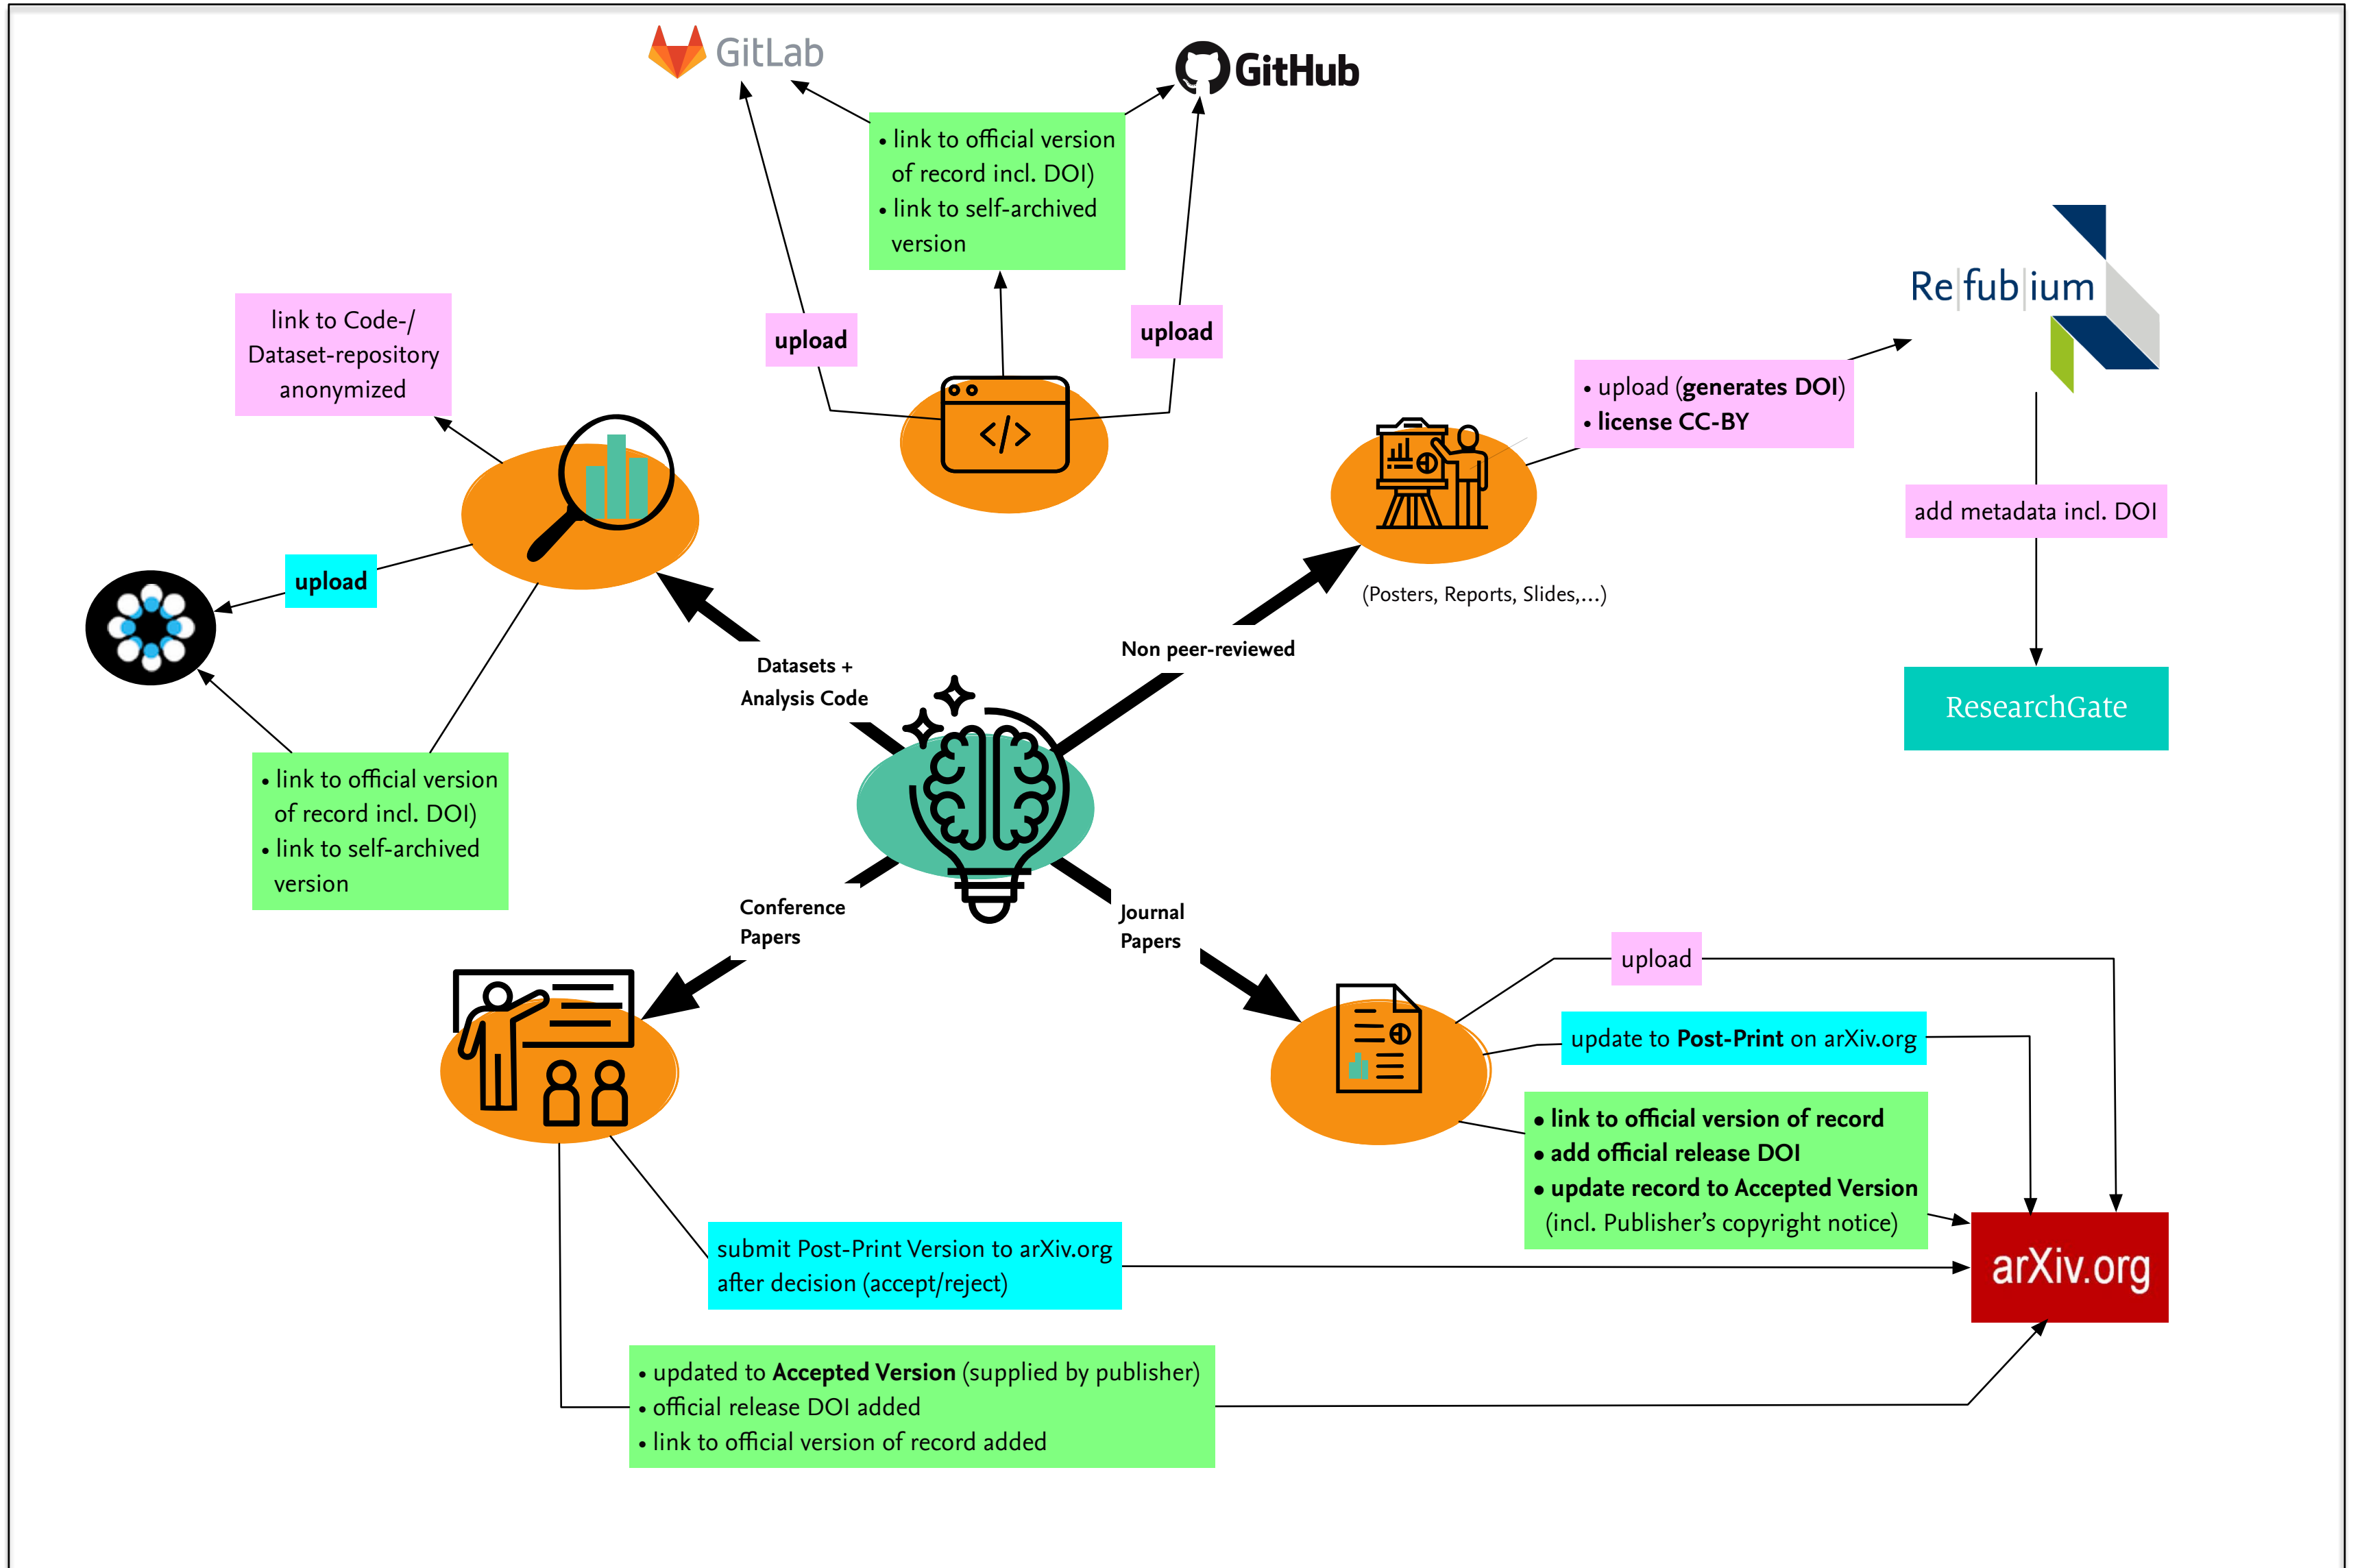 GitLab
GitHub
• link to official version
of record incl. DOI)
• link to self-archived
version
Re|fub|ium
link to Code-/
Dataset-repository
anonymized
upload
upload
• upload (generates DOI)
• license CC-BY
</>
add metadata incl. DOI
upload
(Posters, Reports, Slides,...)
Non peer-reviewed
Datasets +
Analysis Code
ResearchGate
• link to official version
of record incl. DOI)
• link to self-archived
version
Conference
Papers
Journal
Papers
upload
update to Post-Print on arXiv.org
• link to official version of record
• add official release DOI
• update record to Accepted Version
(incl. Publisher’s copyright notice)
submit Post-Print Version to arXiv.org
after decision (accept/reject)
arXiv.org
• updated to Accepted Version (supplied by publisher)
• official release DOI added
• link to official version of record added